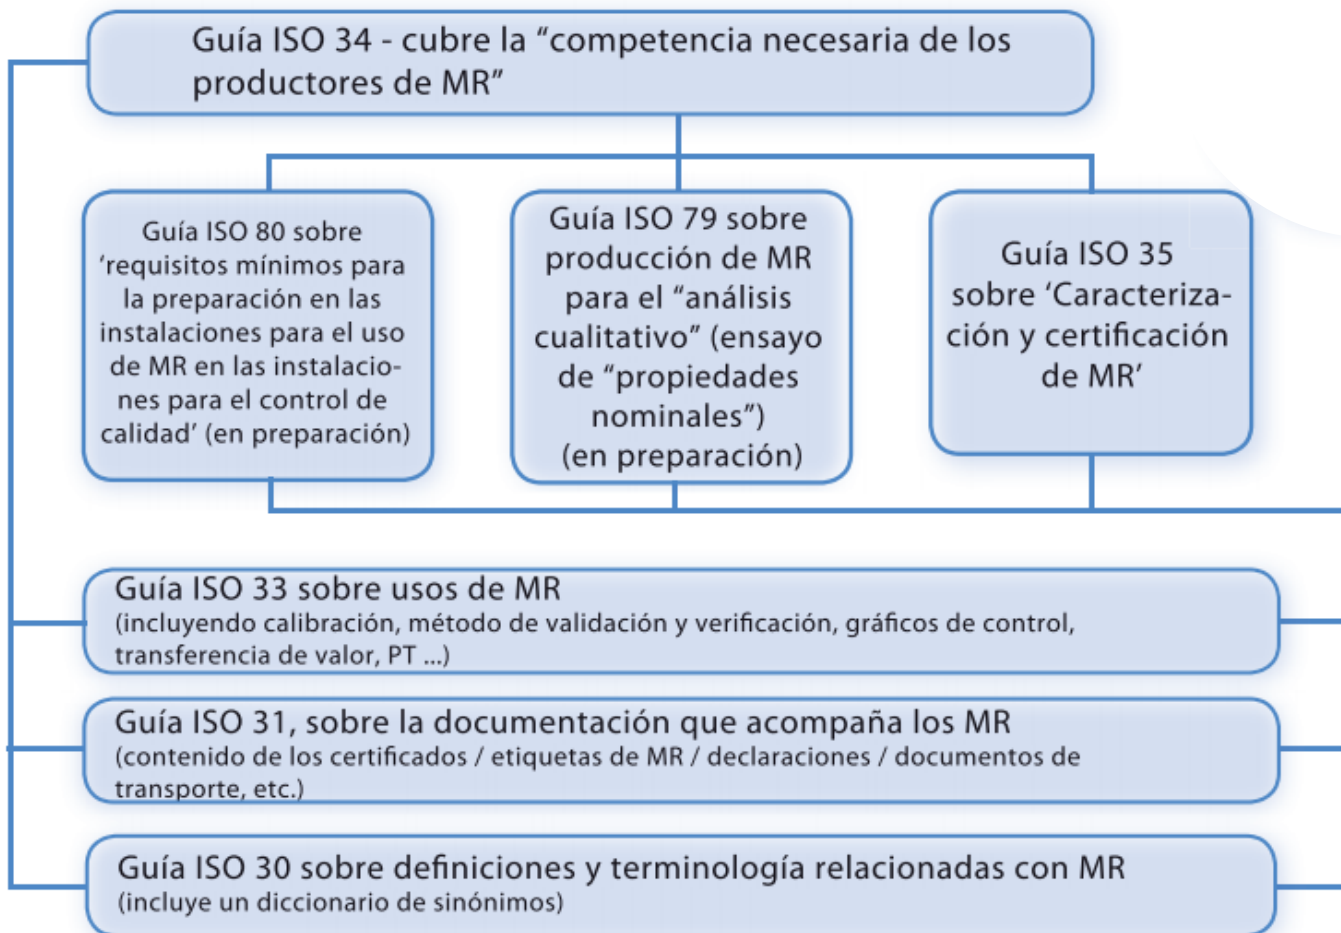 Guía ISO 34 - cubre la “competencia necesaria de los
productores de MR”
Guía ISO 80 sobre
‘requisitos mínimos para
la preparación en las
instalaciones para el uso
de MR en las instalacio-
nes para el control de
calidad’ (en preparación)
Guía ISO 79 sobre
producción de MR
para el “análisis
cualitativo” (ensayo
de “propiedades
nominales”)
(en preparación)
Guía ISO 35
sobre ‘Caracteriza-
ción y certificación
de MR’
Guía ISO 33 sobre usos de MR
(incluyendo calibración, método de validación y verificación, gráficos de control,
transferencia de valor, PT ...)
Guía ISO 31, sobre la documentación que acompaña los MR
(contenido de los certificados / etiquetas de MR / declaraciones / documentos de
transporte, etc.)
Guía ISO 30 sobre definiciones y terminología relacionadas con MR
(incluye un diccionario de sinónimos)